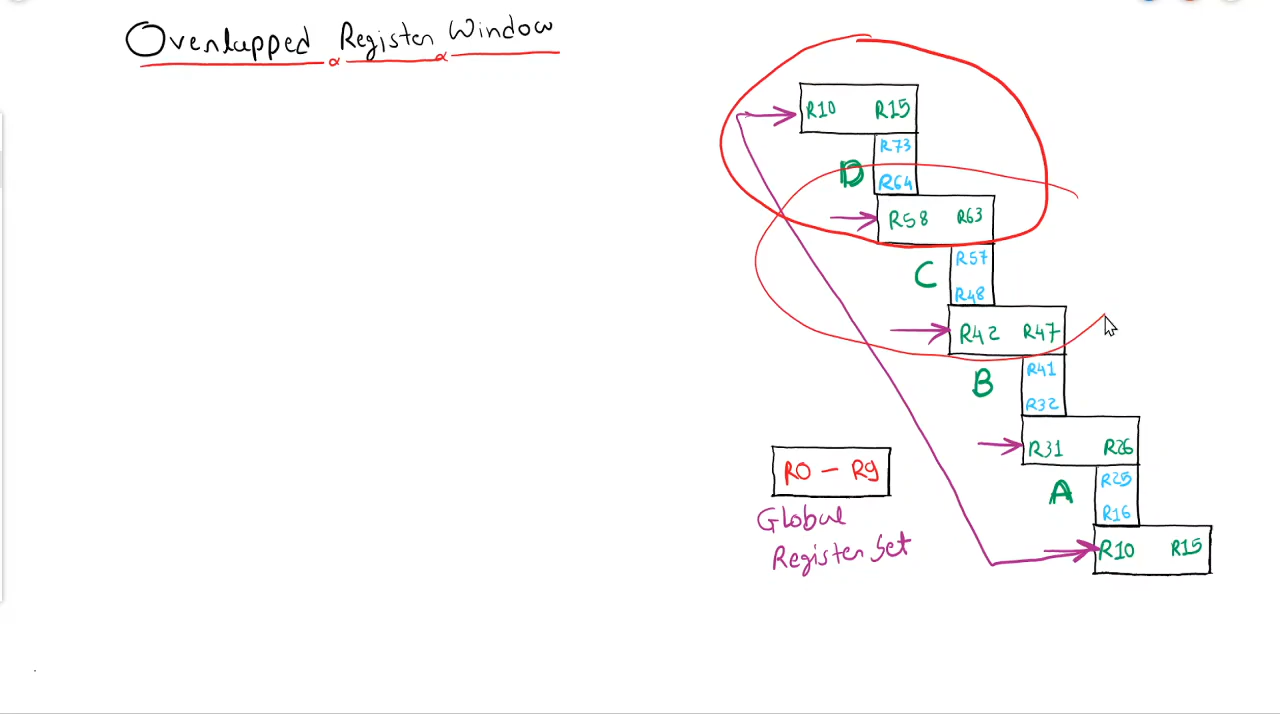 Overlapped Register Window
R10 R15
R73
D
R64
R58 R63
R57
C
R48
R42 R47
R41
B
R32
R31 R26
R0 - R9
R25
A
R16
Global
Register Set
R10 R15